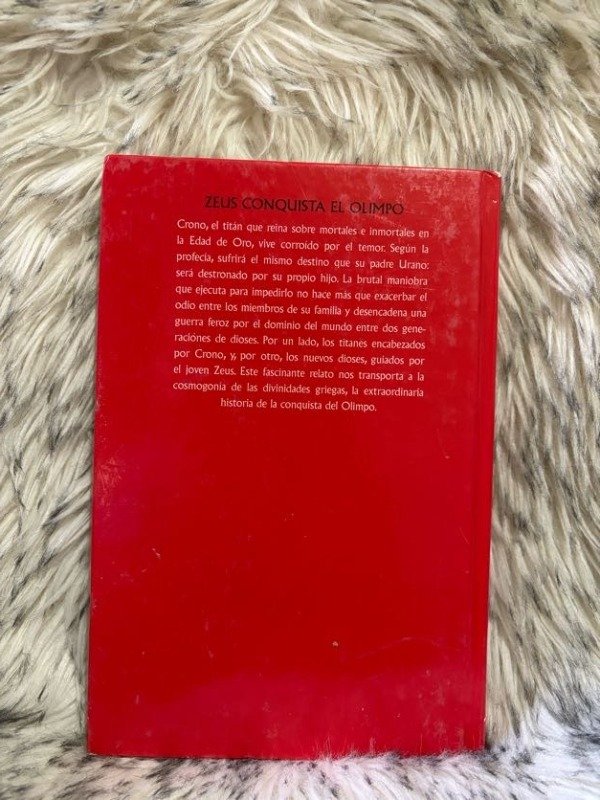 ZEUS CONQUISTA EL OLIMPO
Crono, el titán que reina sobre mortales e inmortales en
la Edad de Oro, vive corroído por el temor. Según la
profecía, sufrirá el mismo destino que su padre Urano:
será destronado por su propio hijo. La brutal maniobra
que ejecuta para impedirlo no hace más que exacerbar el
odio entre los miembros de su familia y desencadena una
guerra feroz por el dominio del mundo entre dos gene-
raciónes de dioses. Por un lado, los titanes encabezados
por Crono, y, por otro, los nuevos dioses, guiados por
el joven Zeus. Este fascinante relato nos transporta a la
cosmogonía de las divinidades griegas, la extraordinaria
historia de la conquista del Olimpo.